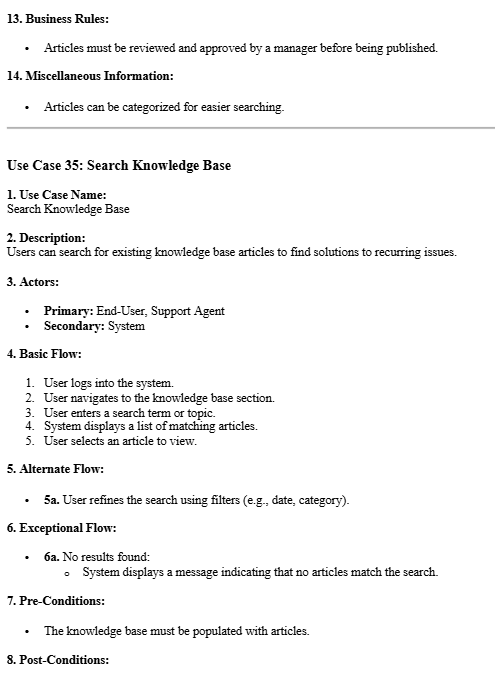 13. Business Rules:
• Articles must be reviewed and approved by a manager before being published.
14. Miscellaneous Information:
• Articles can be categorized for easier searching.
Use Case 35: Search Knowledge Base
1. Use Case Name:
Search Knowledge Base
2. Description:
Users can search for existing knowledge base articles to find solutions to recurring issues.
3. Actors:
• Primary: End-User, Support Agent
• Secondary: System
4. Basic Flow:
1. User logs into the system.
2. User navigates to the knowledge base section.
3. User enters a search term or topic.
4. System displays a list of matching articles.
5. User selects an article to view.
5. Alternate Flow:
• 5a. User refines the search using filters (e.g., date, category).
6. Exceptional Flow:
• 6a. No results found:
o System displays a message indicating that no articles match the search.
7. Pre-Conditions:
• The knowledge base must be populated with articles.
8. Post-Conditions: